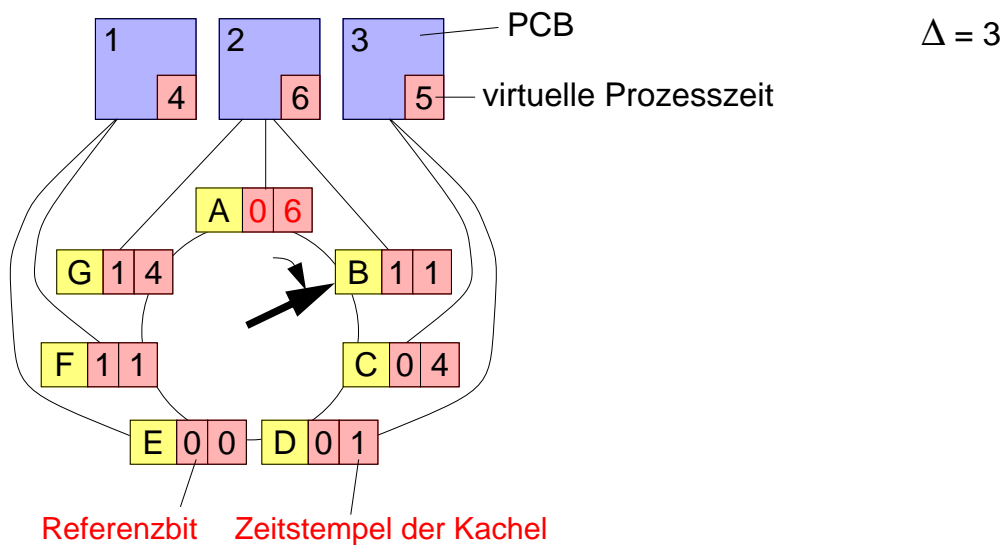 1 2 3 PCB Δ = 3
4 6 5 virtuelle Prozesszeit
A 0 6
G 1 4 B 1 1
F 1 1 C 0 4
E 0 0 D 0 1
Referenzbit Zeitstempel der Kachel